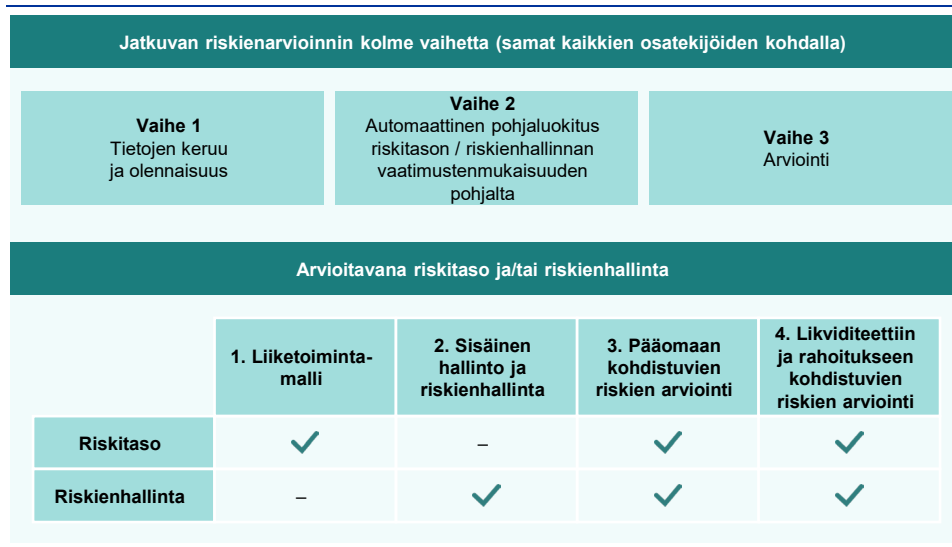 Jatkuvan riskienarvioinnin kolme vaihetta (samat kaikkien osatekijöiden kohdalla)
Vaihe 1
Tietojen keruu
ja olennaisuus
Vaihe 2
Automaattinen pohjaluokitus
riskitason / riskienhallinnan
vaatimustenmukaisuuden
pohjalta
Vaihe 3
Arviointi
Arvioitavana riskitaso ja/tai riskienhallinta
1. Liiketoiminta-
malli
2. Sisäinen
hallinto ja
riskienhallinta
3. Pääomaan
kohdistuvien
riskien arviointi
4. Likviditeettiin
ja rahoitukseen
kohdistuvien
riskien arviointi
Riskitaso
✓ – ✓ ✓
Riskienhallinta
– ✓ ✓ ✓